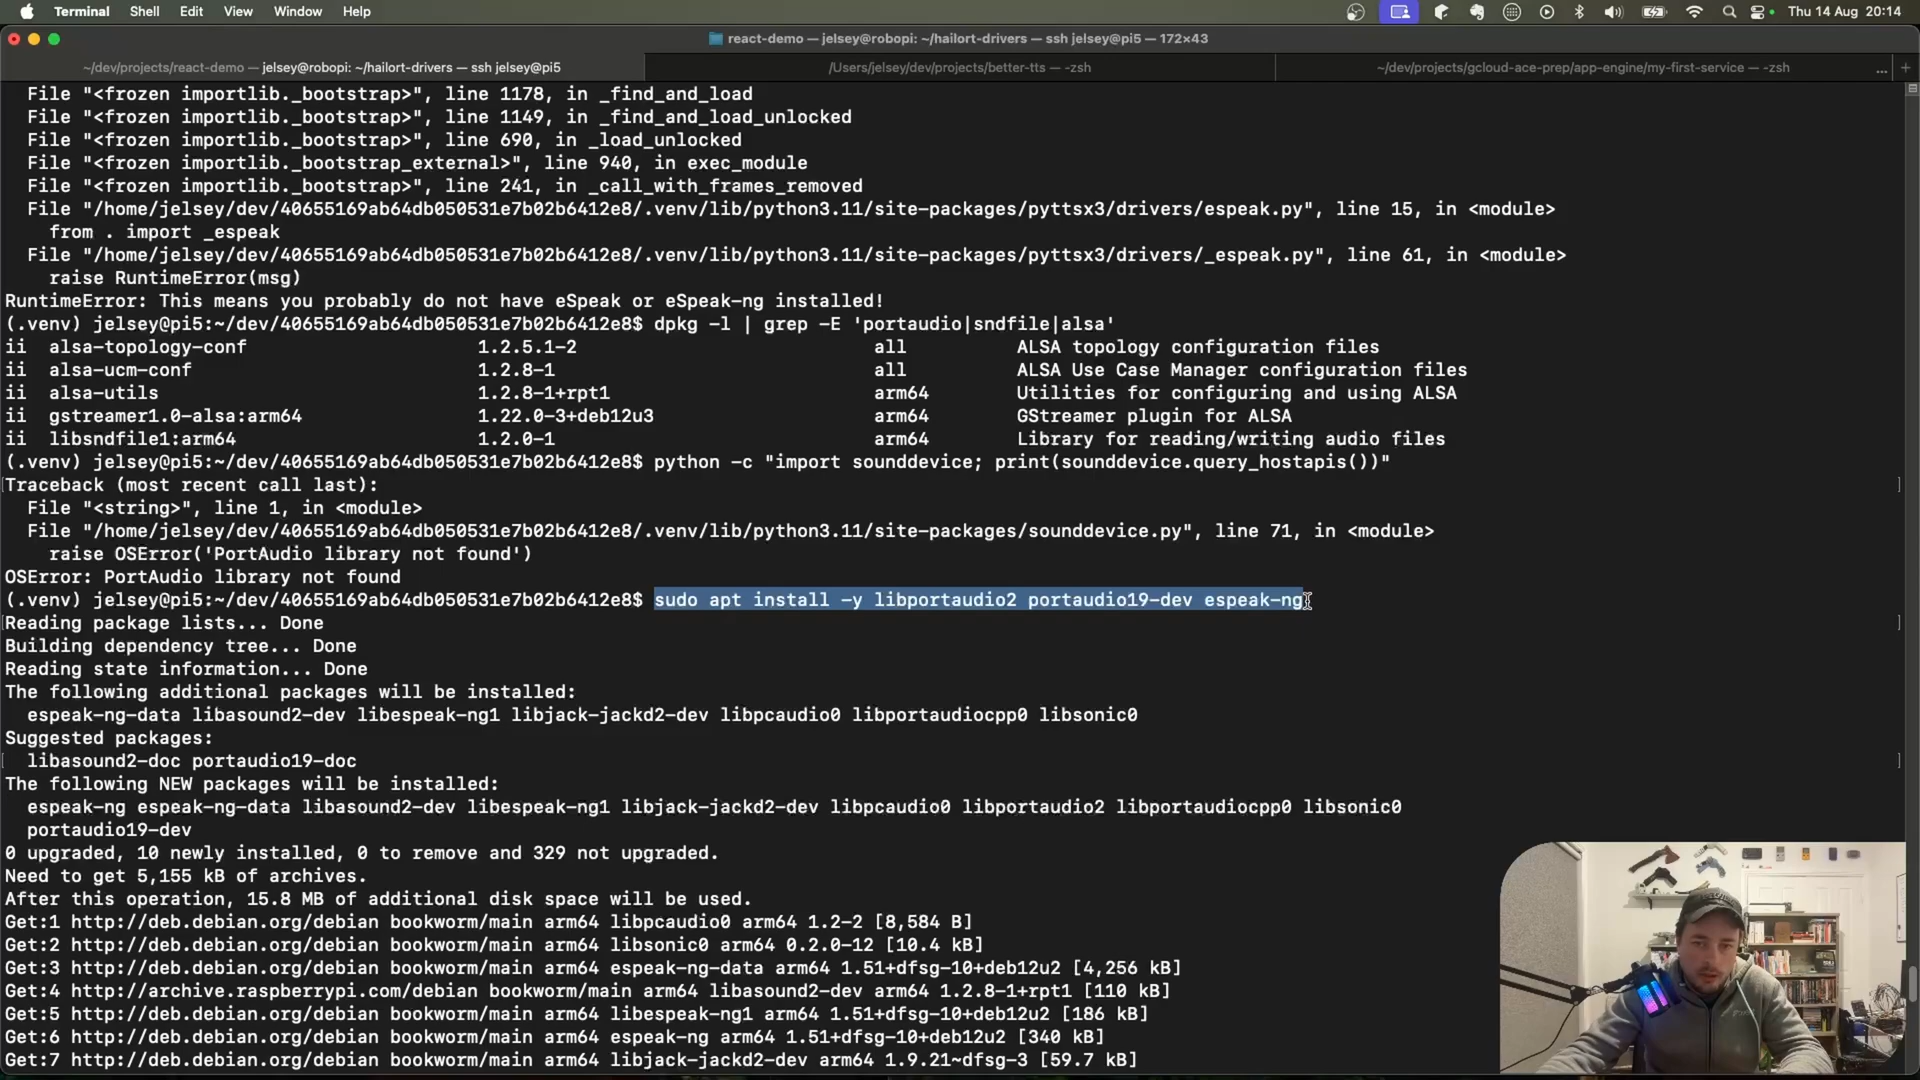 Terminal Shell Edit View Window Help Thu 14 Aug 20:14
react-demo — jelsey@robopi: ~/hailort-drivers — ssh jelsey@pi5 — 172×43
~/dev/projects/react-demo — jelsey@robopi: ~/hailort-drivers — ssh jelsey@pi5 /Users/jelsey/dev/projects/better-tts — -zsh ~/dev/projects/gcloud-ace-prep/app-engine/my-first-service — -zsh ... +
File "<frozen importlib._bootstrap>", line 1178, in _find_and_load
File "<frozen importlib._bootstrap>", line 1149, in _find_and_load_unlocked
File "<frozen importlib._bootstrap>", line 690, in _load_unlocked
File "<frozen importlib._bootstrap_external>", line 940, in exec_module
File "<frozen importlib._bootstrap>", line 241, in _call_with_frames_removed
File "/home/jelsey/dev/40655169ab64db050531e7b02b6412e8/.venv/lib/python3.11/site-packages/pyttsx3/drivers/espeak.py", line 15, in <module>
from . import _espeak
File "/home/jelsey/dev/40655169ab64db050531e7b02b6412e8/.venv/lib/python3.11/site-packages/pyttsx3/drivers/_espeak.py", line 61, in <module>
raise RuntimeError(msg)
RuntimeError: This means you probably do not have eSpeak or eSpeak-ng installed!
(.venv) jelsey@pi5:~/dev/40655169ab64db050531e7b02b6412e8$ dpkg -l | grep -E 'portaudio|sndfile|alsa'
ii alsa-topology-conf 1.2.5.1-2 all ALSA topology configuration files
ii alsa-ucm-conf 1.2.8-1 all ALSA Use Case Manager configuration files
ii alsa-utils 1.2.8-1+rpt1 arm64 Utilities for configuring and using ALSA
ii gstreamer1.0-alsa:arm64 1.22.0-3+deb12u3 arm64 GStreamer plugin for ALSA
ii libsndfile1:arm64 1.2.0-1 arm64 Library for reading/writing audio files
(.venv) jelsey@pi5:~/dev/40655169ab64db050531e7b02b6412e8$ python -c "import sounddevice; print(sounddevice.query_hostapis())"
Traceback (most recent call last):
File "<string>", line 1, in <module>
File "/home/jelsey/dev/40655169ab64db050531e7b02b6412e8/.venv/lib/python3.11/site-packages/sounddevice.py", line 71, in <module>
raise OSError('PortAudio library not found')
OSError: PortAudio library not found
(.venv) jelsey@pi5:~/dev/40655169ab64db050531e7b02b6412e8$ sudo apt install -y libportaudio2 portaudio19-dev espeak-ng
Reading package lists... Done
Building dependency tree... Done
Reading state information... Done
The following additional packages will be installed:
espeak-ng-data libasound2-dev libespeak-ng1 libjack-jackd2-dev libpcaudio0 libportaudiocpp0 libsonic0
Suggested packages:
libasound2-doc portaudio19-doc
The following NEW packages will be installed:
espeak-ng espeak-ng-data libasound2-dev libespeak-ng1 libjack-jackd2-dev libpcaudio0 libportaudio2 libportaudiocpp0 libsonic0
portaudio19-dev
0 upgraded, 10 newly installed, 0 to remove and 329 not upgraded.
Need to get 5,155 kB of archives.
After this operation, 15.8 MB of additional disk space will be used.
Get:1 http://deb.debian.org/debian bookworm/main arm64 libpcaudio0 arm64 1.2-2 [8,584 B]
Get:2 http://deb.debian.org/debian bookworm/main arm64 libsonic0 arm64 0.2.0-12 [10.4 kB]
Get:3 http://deb.debian.org/debian bookworm/main arm64 espeak-ng-data arm64 1.51+dfsg-10+deb12u2 [4,256 kB]
Get:4 http://archive.raspberrypi.com/debian bookworm/main arm64 libasound2-dev arm64 1.2.8-1+rpt1 [110 kB]
Get:5 http://deb.debian.org/debian bookworm/main arm64 libespeak-ng1 arm64 1.51+dfsg-10+deb12u2 [186 kB]
Get:6 http://deb.debian.org/debian bookworm/main arm64 espeak-ng arm64 1.51+dfsg-10+deb12u2 [340 kB]
Get:7 http://deb.debian.org/debian bookworm/main arm64 libjack-jackd2-dev arm64 1.9.21~dfsg-3 [59.7 kB]